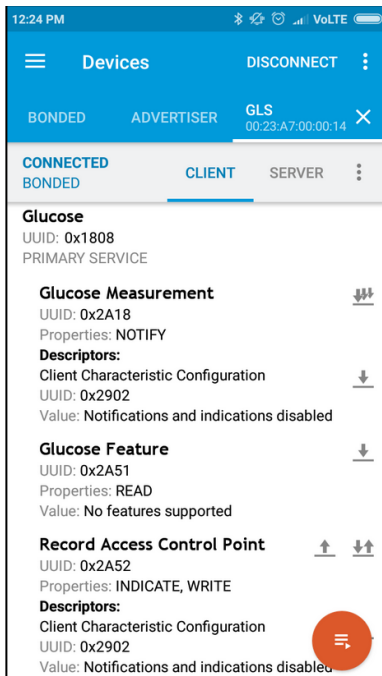 12:24 PM VoLTE
Devices DISCONNECT
BONDED ADVERTISER GLS
00:23:A7:00:00:14
CONNECTED
BONDED CLIENT SERVER
Glucose
UUID: 0x1808
PRIMARY SERVICE
Glucose Measurement
UUID: 0x2A18
Properties: NOTIFY
Descriptors:
Client Characteristic Configuration
UUID: 0x2902
Value: Notifications and indications disabled
Glucose Feature
UUID: 0x2A51
Properties: READ
Value: No features supported
Record Access Control Point
UUID: 0x2A52
Properties: INDICATE, WRITE
Descriptors:
Client Characteristic Configuration
UUID: 0x2902
Value: Notifications and indications disabled